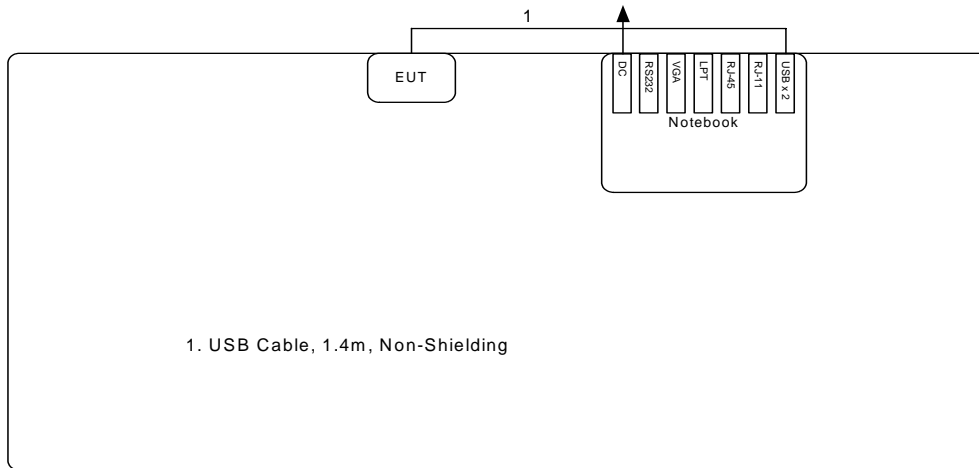 1
EUT
DC
RS232
VGA
LPT
RJ-45
RJ-11
USB x 2
Notebook
1. USB Cable, 1.4m, Non-Shielding